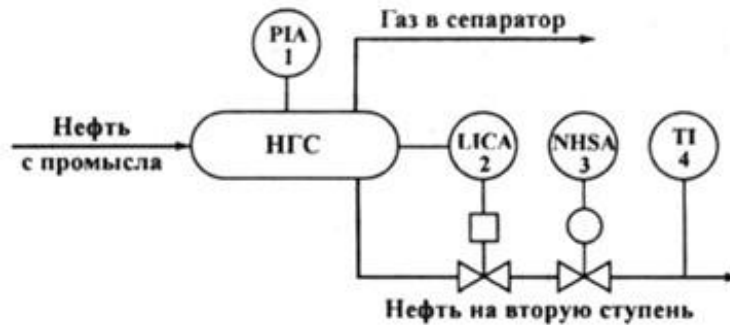 PIA
1
Газ в сепаратор
Нефть
с промысла
НГС
LICA
2
NHSA
3
TI
4
Нефть на вторую ступень